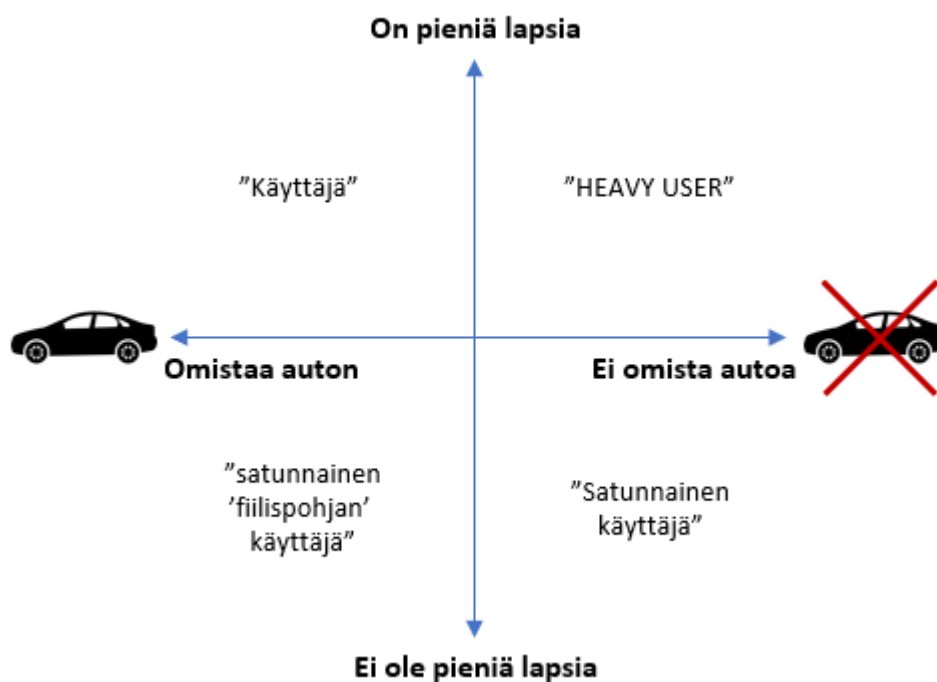 On pieniä lapsia
”Käyttäjä”
”HEAVY USER”
Omistaa auton
Ei omista autoa
”satunnainen
’fiilispohjan’
käyttäjä”
”Satunnainen
käyttäjä”
Ei ole pieniä lapsia